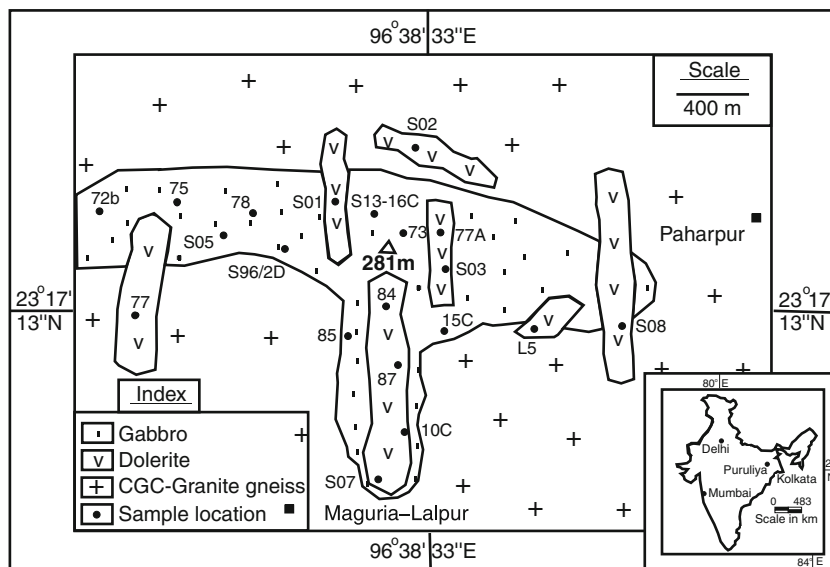 96°38' 33''E
Scale
400 m
S02
72b
75
78
S01
S13-16C
S05
73
77A
Paharpur
S96/2D
281m
S03
23°17'
13''N
23°17'
13''N
77
84
85
15C
L5
S08
87
10C
S07
Maguria–Lalpur
Index
Gabbro
Dolerite
CGC-Granite gneiss
Sample location
80°E
Delhi
Puruliya
Kolkata
Mumbai
0 483
Scale in km
84°E
96°38' 33''E